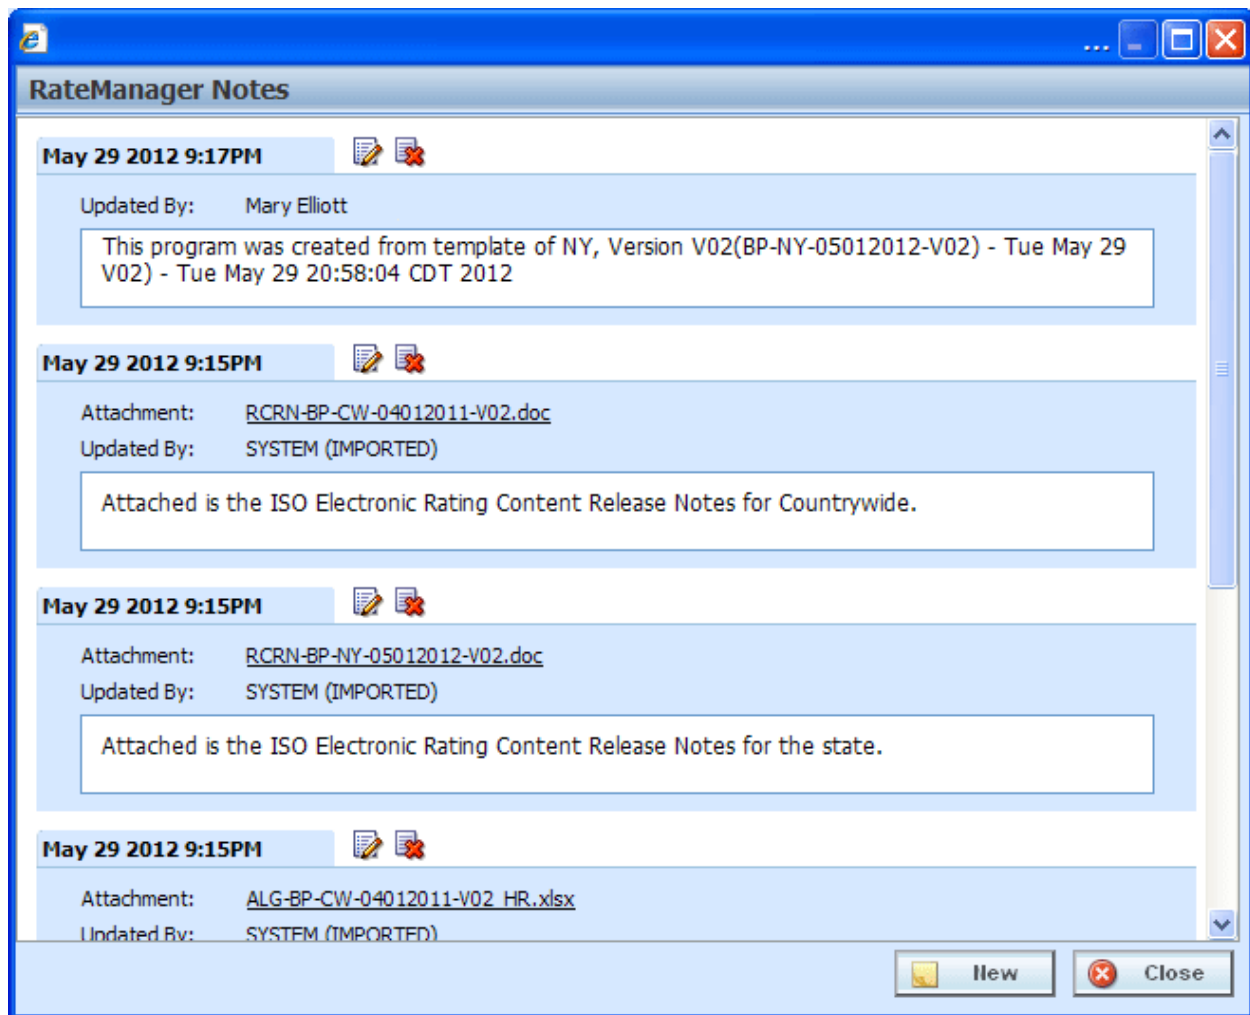 ...
RateManager Notes
May 29 2012 9:17PM
Updated By: Mary Elliott
This program was created from template of NY, Version V02(BP-NY-05012012-V02) - Tue May 29
V02) - Tue May 29 20:58:04 CDT 2012
May 29 2012 9:15PM
Attachment: RCRN-BP-CW-04012011-V02.doc
Updated By: SYSTEM (IMPORTED)
Attached is the ISO Electronic Rating Content Release Notes for Countrywide.
May 29 2012 9:15PM
Attachment: RCRN-BP-NY-05012012-V02.doc
Updated By: SYSTEM (IMPORTED)
Attached is the ISO Electronic Rating Content Release Notes for the state.
May 29 2012 9:15PM
Attachment: ALG-BP-CW-04012011-V02_HR.xlsx
Updated By: SYSTEM (IMPORTED)
New Close